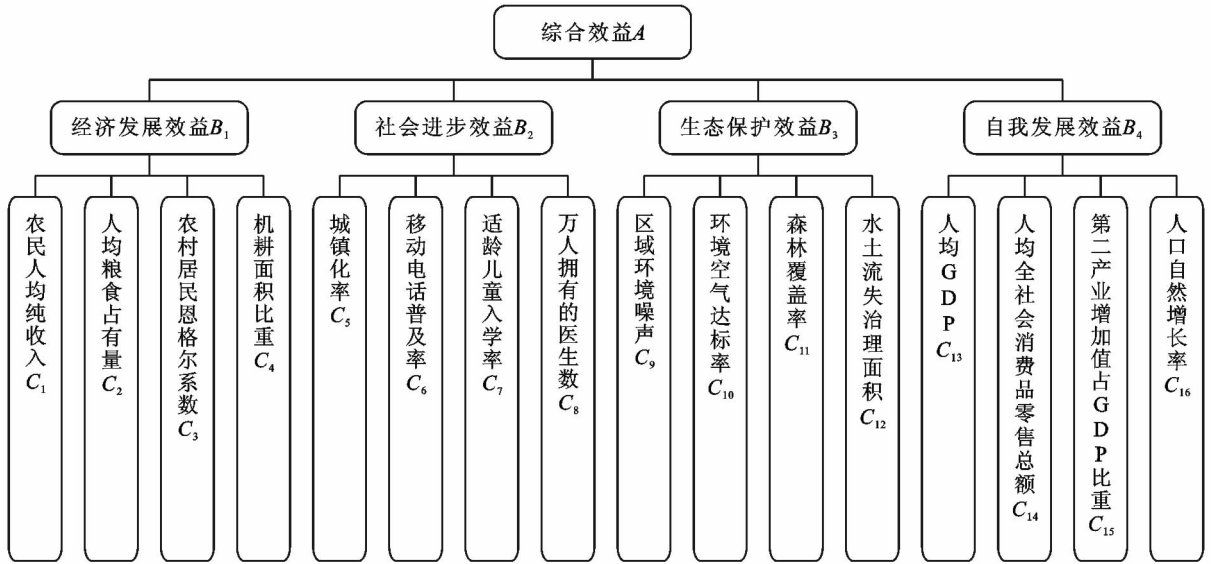 综合效益A
经济发展效益B₁
社会进步效益B₂
生态保护效益B₃
自我发展效益B₄
农民人均纯收入C₁
人均粮食占有量C₂
农村居民恩格尔系数C₃
机耕面积比重C₄
城镇化率C₅
移动电话普及率C₆
适龄儿童入学率C₇
万人拥有的医生数C₈
区域环境噪声C₉
环境空气达标率C₁₀
森林覆盖率C₁₁
水土流失治理面积C₁₂
人均GDPC₁₃
人均全社会消费品零售总额C₁₄
第二产业增加值占GDP比重C₁₅
人口自然增长率C₁₆